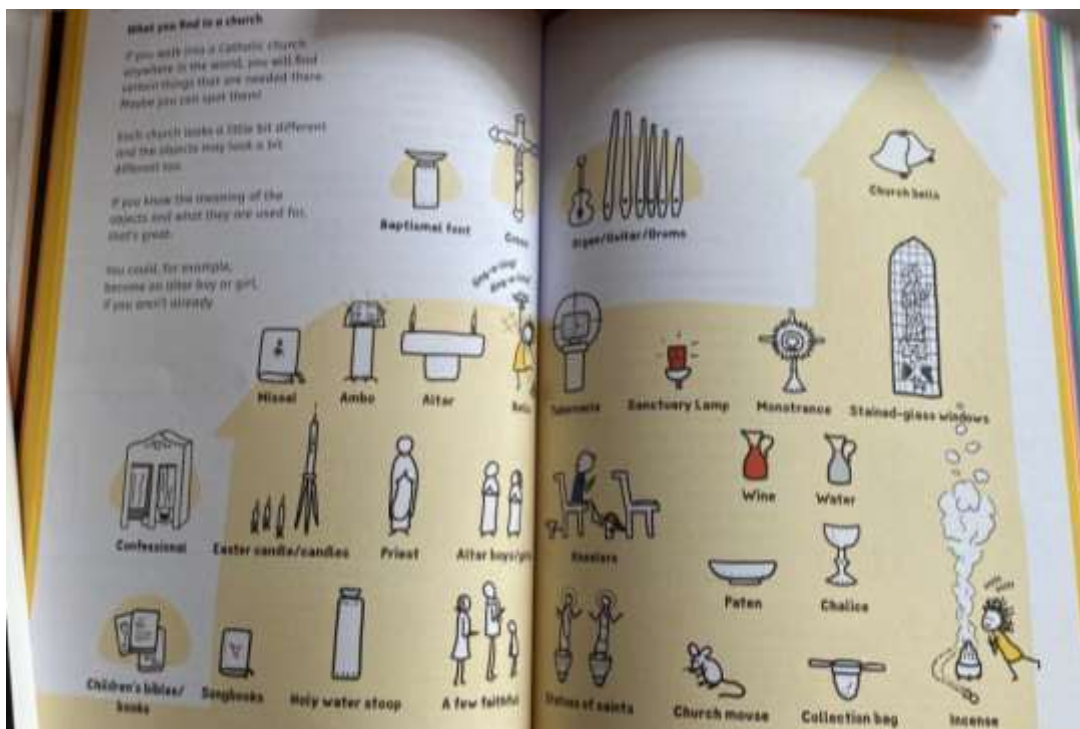 What you find in a church
If you walk into a Catholic church
anywhere in the world, you will find
certain things that are needed there.
Maybe you can spot them!
Each church looks a little bit different
and the objects may look a bit
different too.
If you know the meaning of the
objects and what they are used for,
that's great.
You could, for example,
become an altar boy or girl,
if you aren't already
Baptismal font
Cross
Organ/Guitar/Drums
Church bells
Missal
Ambo
Altar
Bells
Tabernacle
Sanctuary Lamp
Monstrance
Stained-glass windows
Confessional
Easter candle/candles
Priest
Altar boys/girls
Kneelers
Wine
Water
Paten
Chalice
Children's bibles/
books
Songbooks
Holy water stoop
A few faithful
Statues of saints
Church mouse
Collection bag
Incense